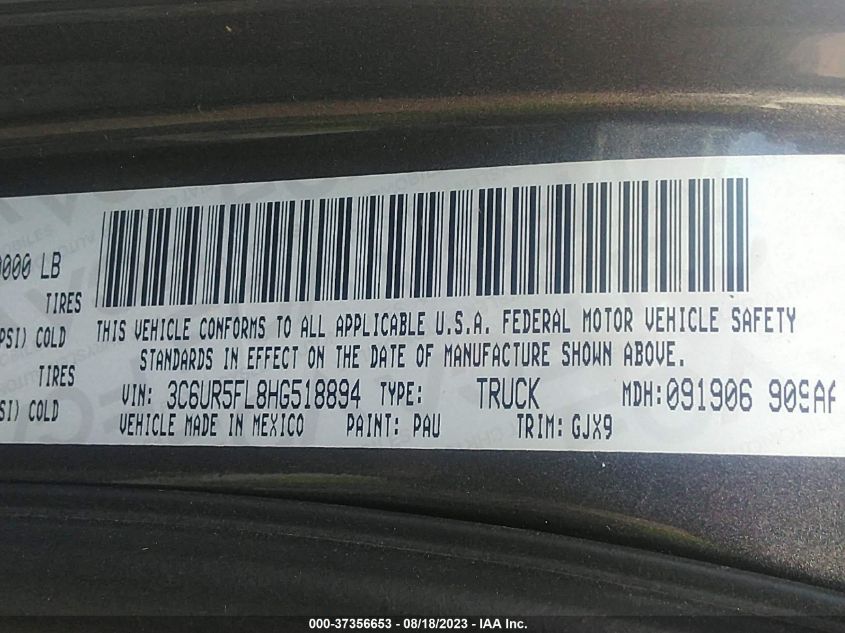 0000 LB
TIRES
PSI) COLD
TIRES
SI) COLD
THIS VEHICLE CONFORMS TO ALL APPLICABLE U.S.A. FEDERAL MOTOR VEHICLE SAFETY
STANDARDS IN EFFECT ON THE DATE OF MANUFACTURE SHOWN ABOVE.
VIN: 3C6UR5FL8HG518894 TYPE: TRUCK MDH:091906 909AA
VEHICLE MADE IN MEXICO PAINT: PAU TRIM: GJX9
000-37356653 - 08/18/2023 - IAA Inc.